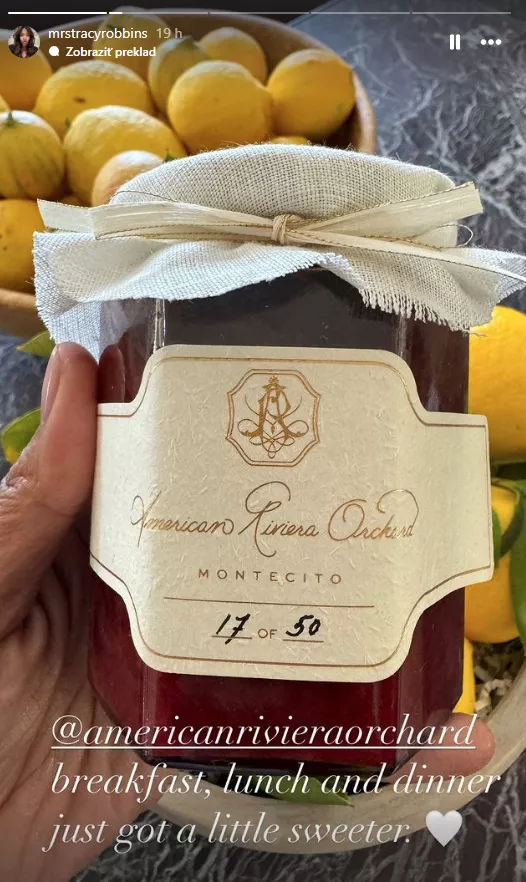 mrstracyrobbins 19 h
Zobraziť preklad
American Riviera Orchard
MONTECITO
17 OF 50
@americanrivieraorchard
breakfast, lunch and dinner
just got a little sweeter.